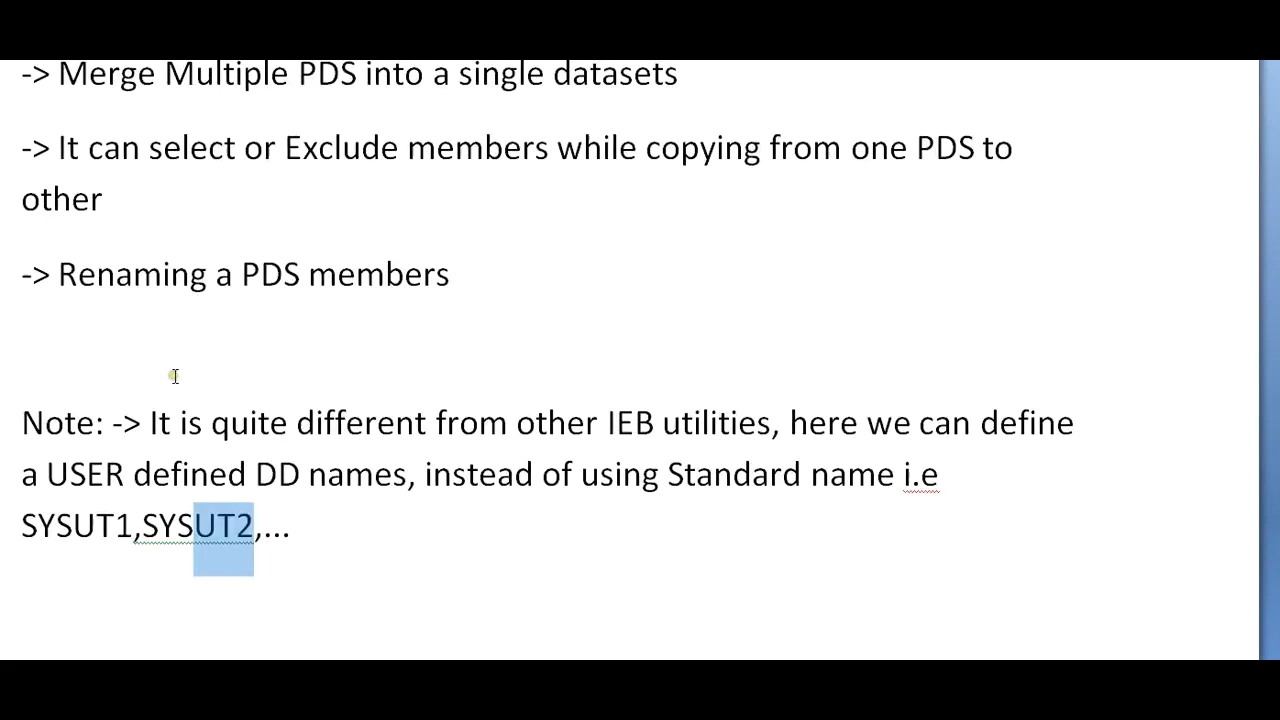 -> Merge Multiple PDS into a single datasets
-> It can select or Exclude members while copying from one PDS to
other
-> Renaming a PDS members
Note: -> It is quite different from other IEB utilities, here we can define
a USER defined DD names, instead of using Standard name i.e
SYSUT1,SYSUT2,...